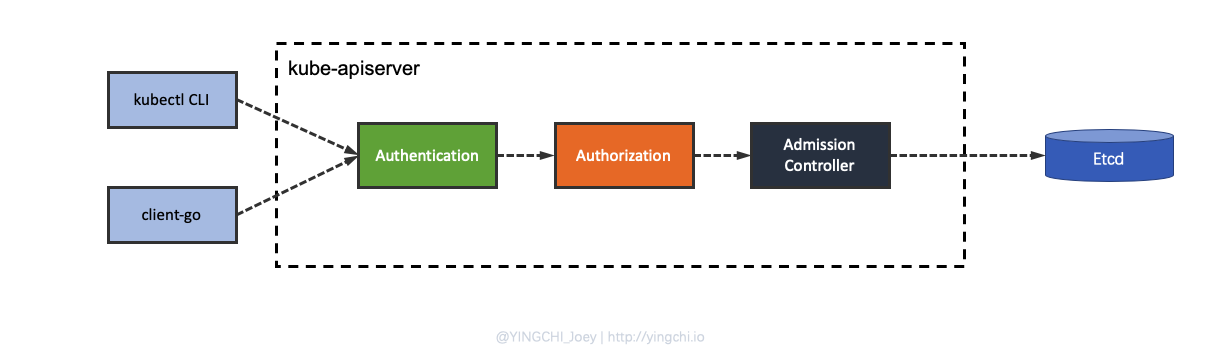 kube-apiserver
kubectl CLI
Authentication
Authorization
Admission
Controller
Etcd
client-go
@YINGCHI_Joey | http://yingchi.io